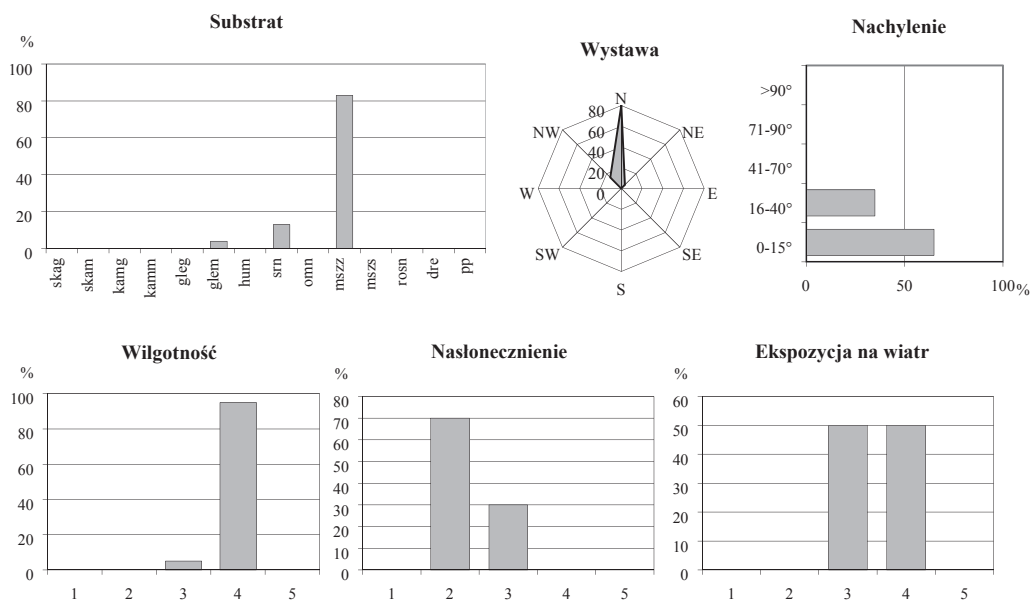 Substrat
%
100
80
60
40
20
0
skag
skam
kamg
kamm
gleg
glem
hum
srn
omn
mszz
mszs
rosn
dre
pp
Wystawa
N
NE
E
SE
S
SW
W
NW
80
60
40
20
0
Nachylenie
>90°
71-90°
41-70°
16-40°
0-15°
0 50 100%
Wilgotność
%
100
80
60
40
20
0
1 2 3 4 5
Nasłonecznienie
%
80
70
60
50
40
30
20
10
0
1 2 3 4 5
Ekspozycja na wiatr
%
60
50
40
30
20
10
0
1 2 3 4 5